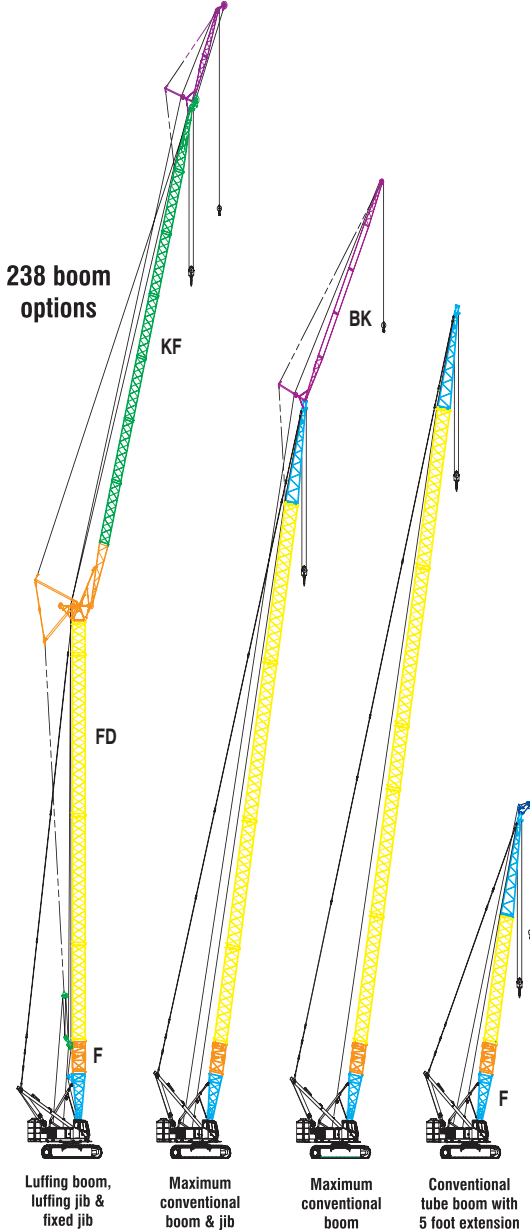 238 boom
options
KF
BK
FD
F
F
Luffing boom,
luffing jib &
fixed jib
Maximum
conventional
boom & jib
Maximum
conventional
boom
Conventional
tube boom with
5 foot extension